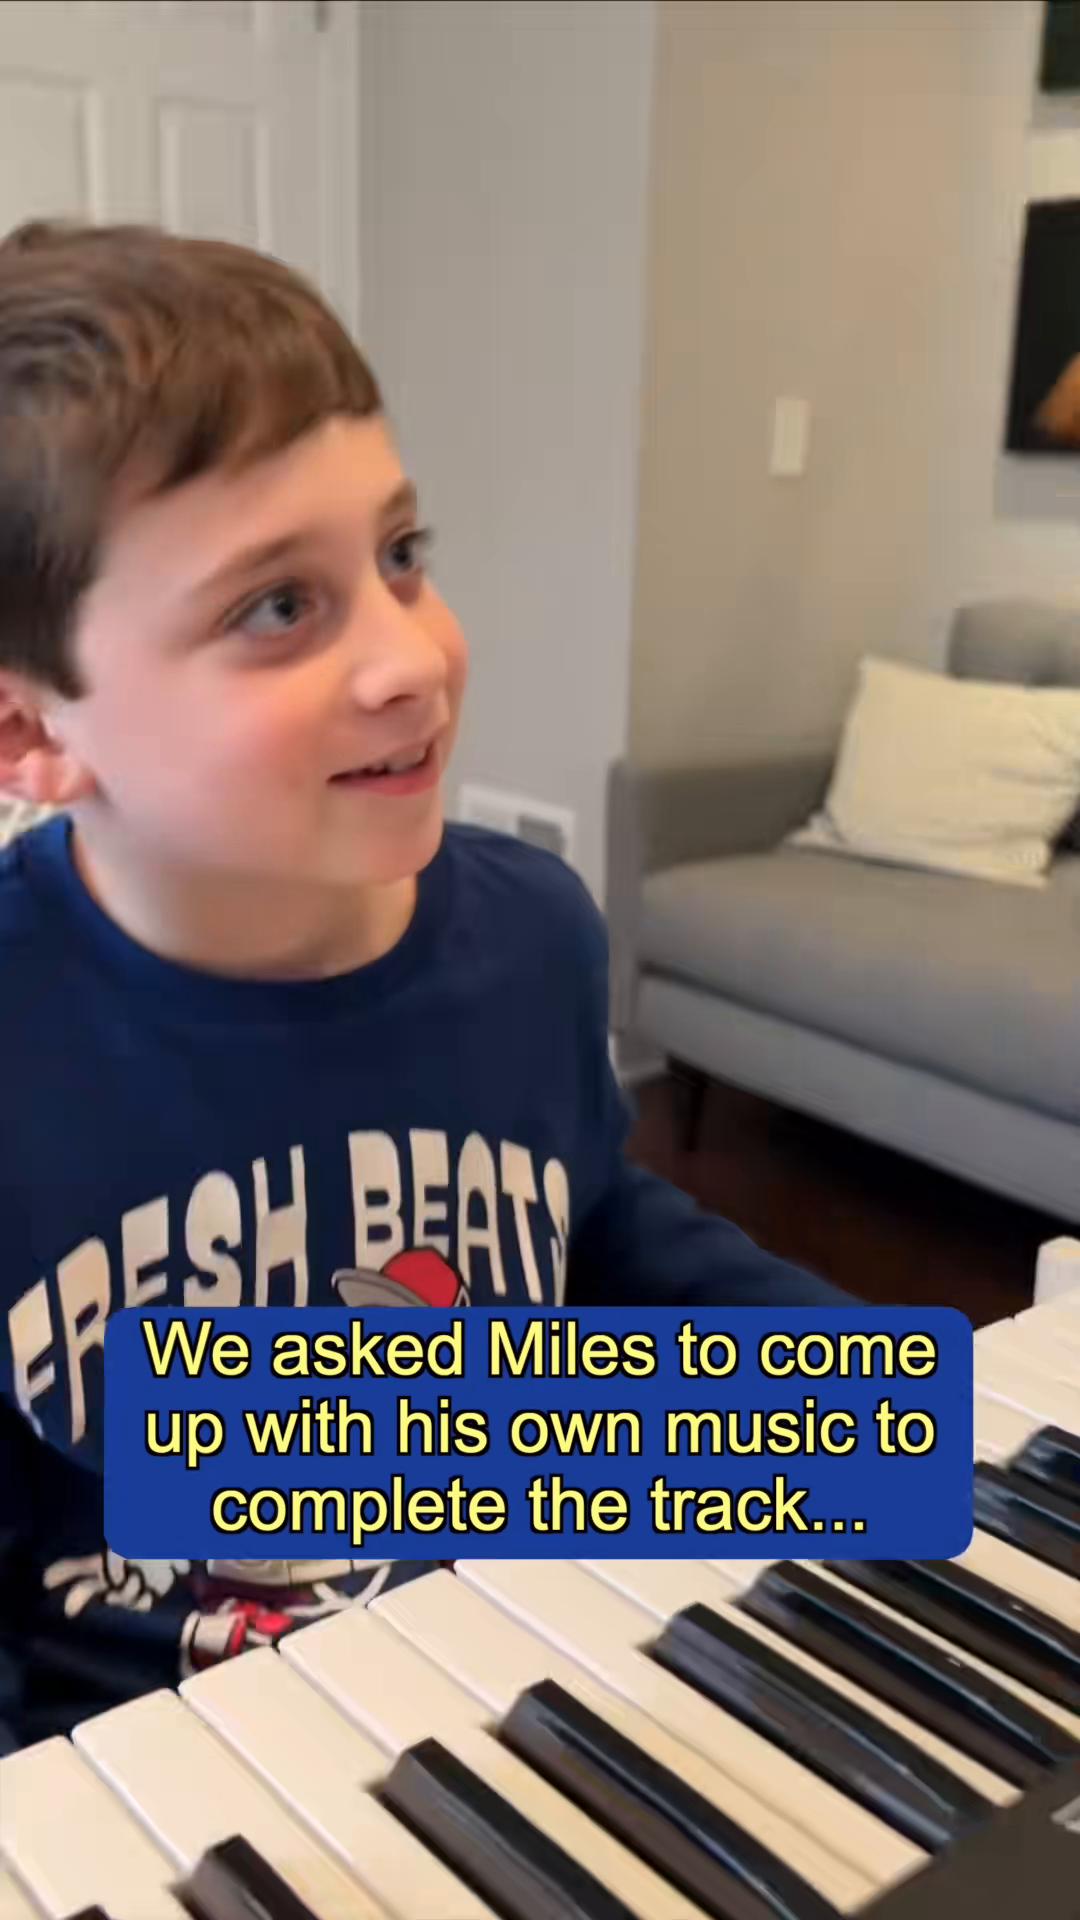 FRESH BEATS
We asked Miles to come
up with his own music to
complete the track...